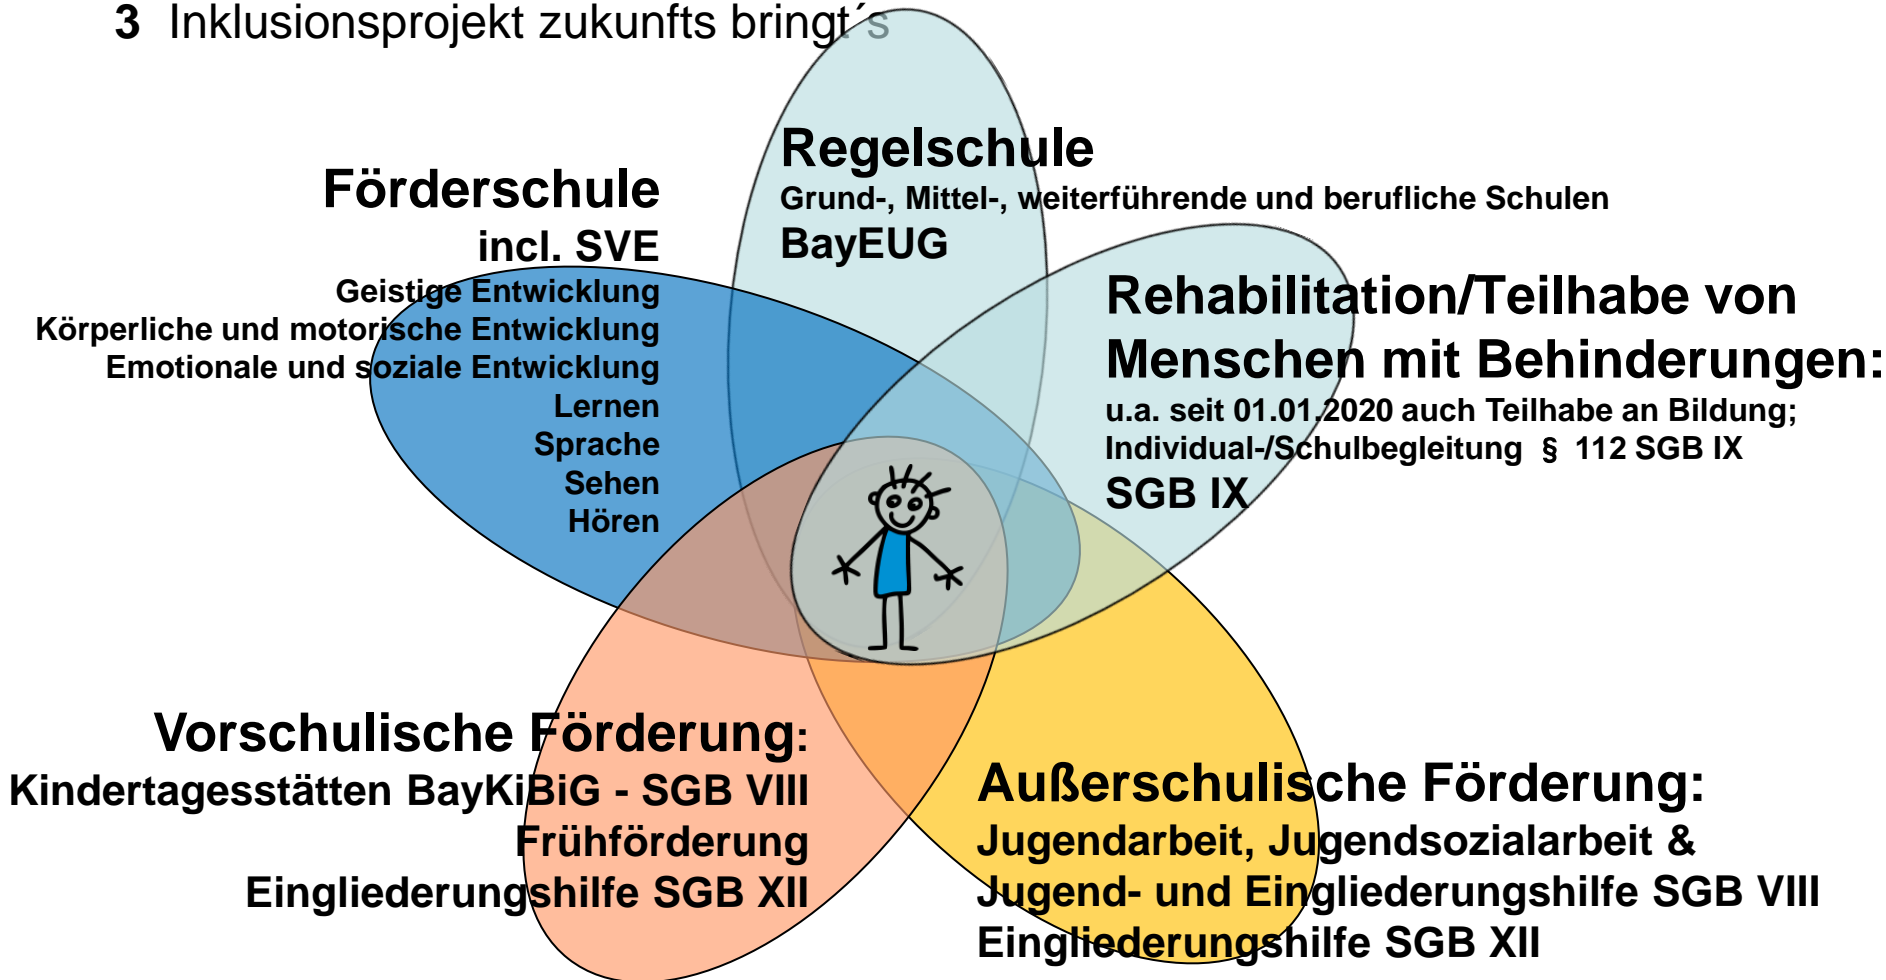 3 Inklusionsprojekt zukunfts bringt´s
Regelschule
Grund-, Mittel-, weiterführende und berufliche Schulen
BayEUG
Förderschule
incl. SVE
Geistige Entwicklung
Körperliche und motorische Entwicklung
Emotionale und soziale Entwicklung
Lernen
Sprache
Sehen
Hören
Rehabilitation/Teilhabe von
Menschen mit Behinderungen:
u.a. seit 01.01.2020 auch Teilhabe an Bildung;
Individual-/Schulbegleitung § 112 SGB IX
SGB IX
Vorschulische Förderung:
Kindertagesstätten BayKiBiG - SGB VIII
Frühförderung
Eingliederungshilfe SGB XII
Außerschulische Förderung:
Jugendarbeit, Jugendsozialarbeit &
Jugend- und Eingliederungshilfe SGB VIII
Eingliederungshilfe SGB XII